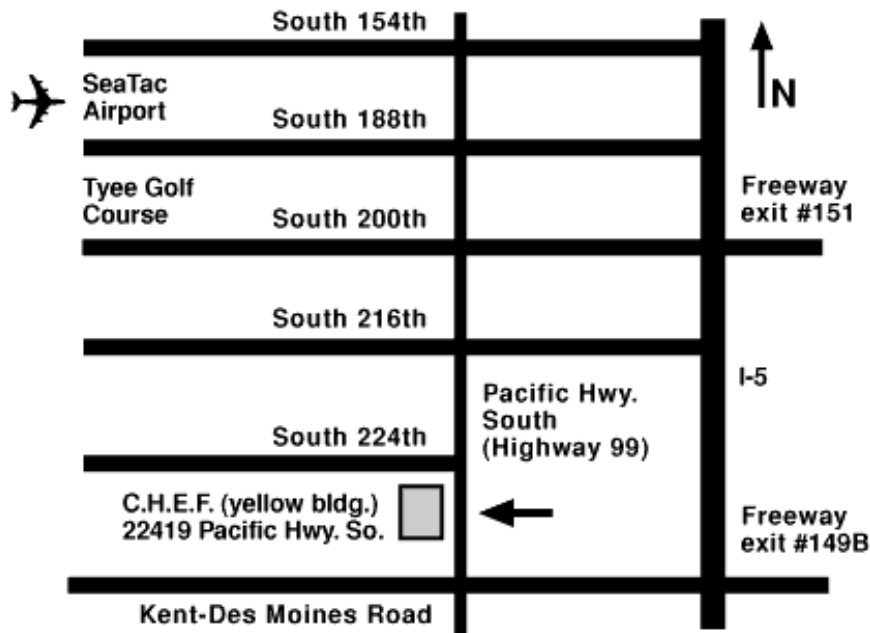 South 154th
SeaTac
Airport
N
South 188th
Tyee Golf
Course
Freeway
exit #151
South 200th
South 216th
I-5
Pacific Hwy.
South
(Highway 99)
South 224th
C.H.E.F. (yellow bldg.)
22419 Pacific Hwy. So.
Freeway
exit #149B
Kent-Des Moines Road